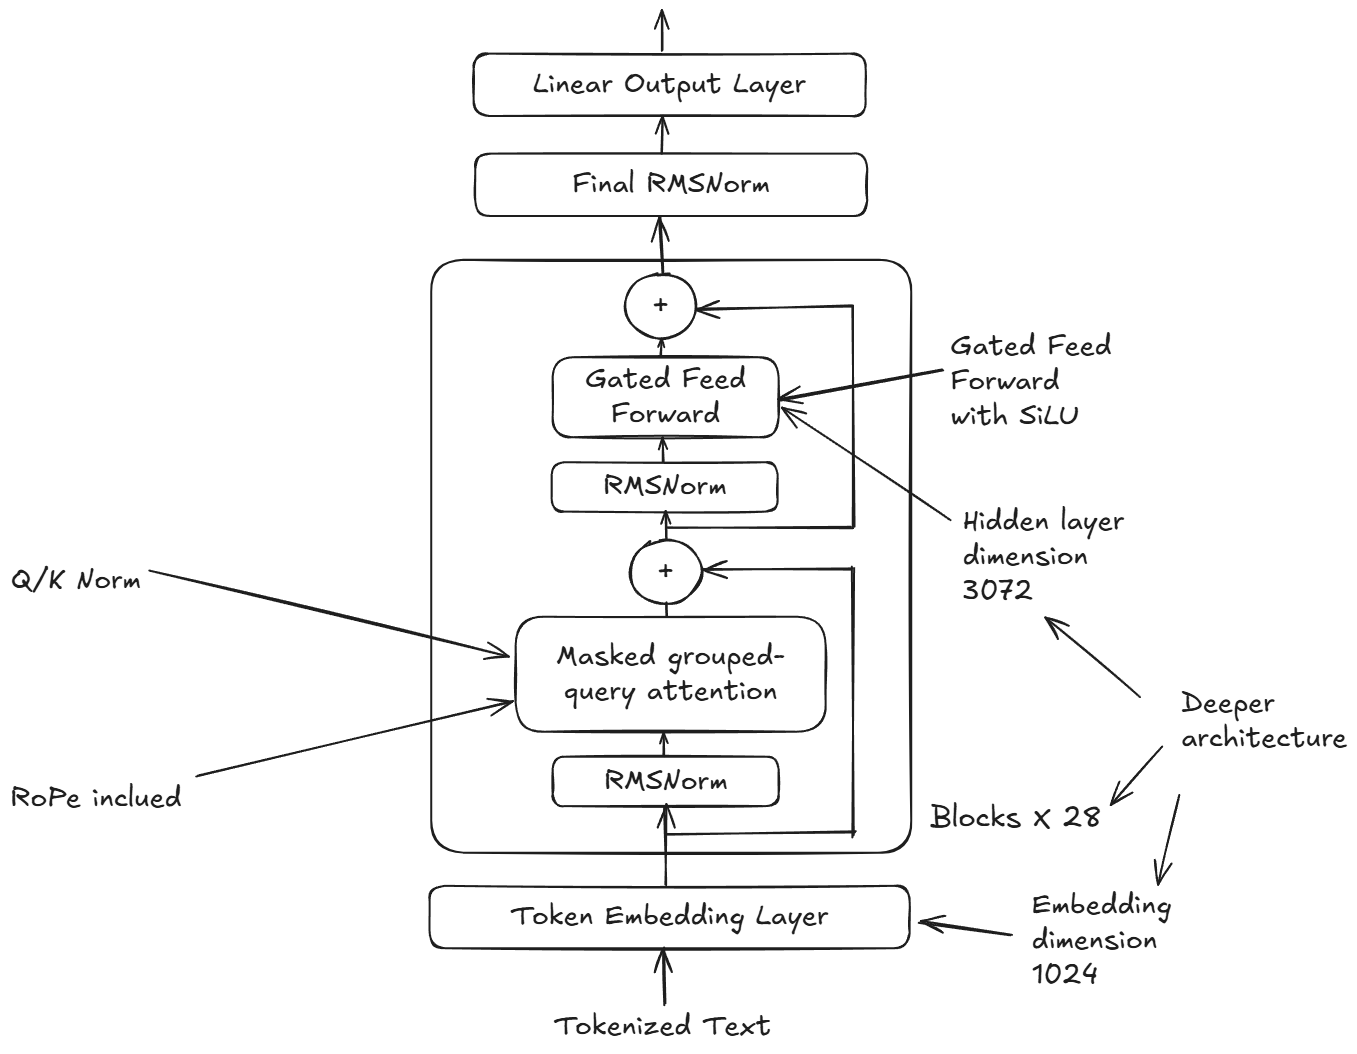 Linear Output Layer
Final RMSNorm
+
Gated Feed
Forward
Gated Feed
Forward
with SiLU
RMSNorm
Hidden layer
dimension
3072
+
Q/K Norm
Masked grouped-
query attention
Deeper
architecture
RMSNorm
RoPe inclued
Blocks X 28
Token Embedding Layer
Embedding
dimension
1024
Tokenized Text